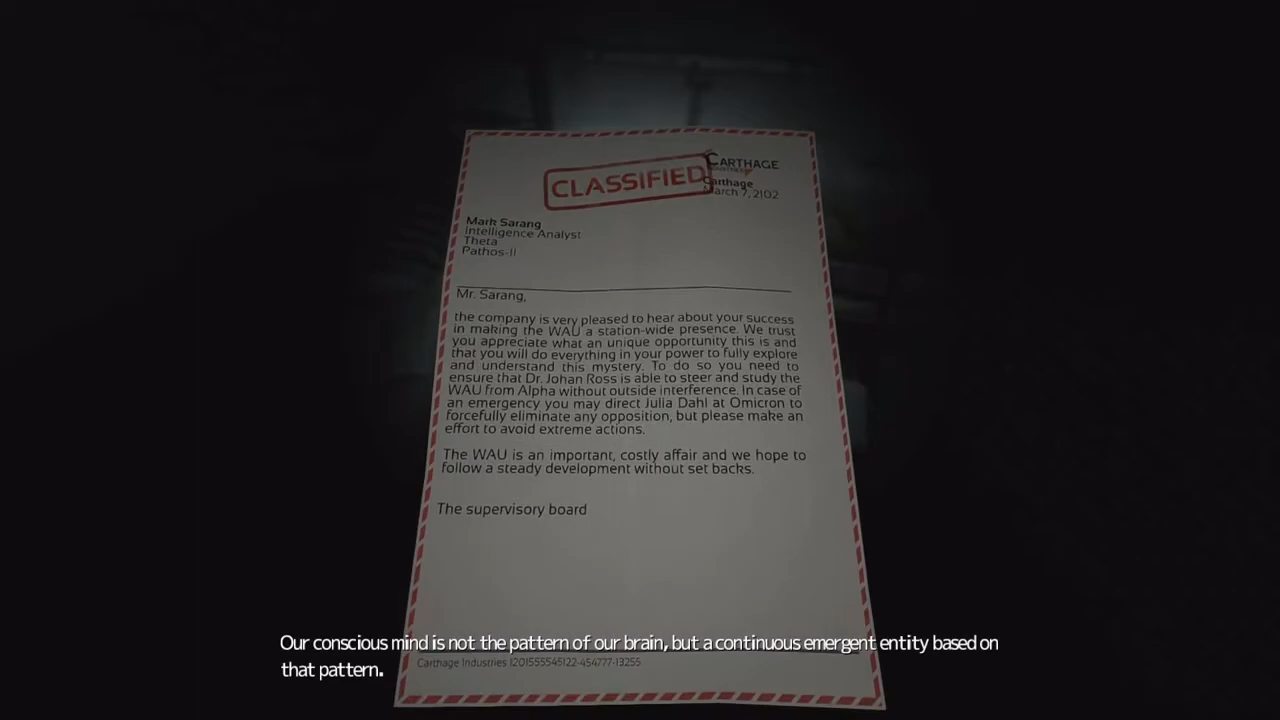 CLASSIFIED
CARTHAGE
Carthage
March 7, 2102
Mark Sarang
Intelligence Analyst
Theta
Pathos-II
Mr. Sarang,
the company is very pleased to hear about your success
in making the WAU a station-wide presence. We trust
you appreciate what an unique opportunity this is and
that you will do everything in your power to fully explore
and understand this mystery. To do so you need to
ensure that Dr. Johan Ross is able to steer and study the
WAU from Alpha without outside interference. In case of
an emergency you may direct Julia Dahl at Omicron to
forcefully eliminate any opposition, but please make an
effort to avoid extreme actions.
The WAU is an important, costly affair and we hope to
follow a steady development without set backs.
The supervisory board
Our conscious mind is not the pattern of our brain, but a continuous emergent entity based on
that pattern.
Carthage Industries 1201555545122-454777-13255